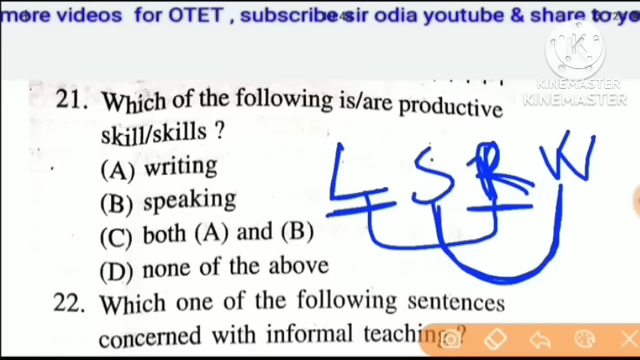 more videos for OTET , subscribe sir odia youtube & share to yo
KINEMASTER
KINEMASTER
21. Which of the following is/are productive
skill/skills ?
(A) writing
(B) speaking
(C) both (A) and (B)
(D) none of the above
L S R W
22. Which one of the following sentences
concerned with informal teaching ?